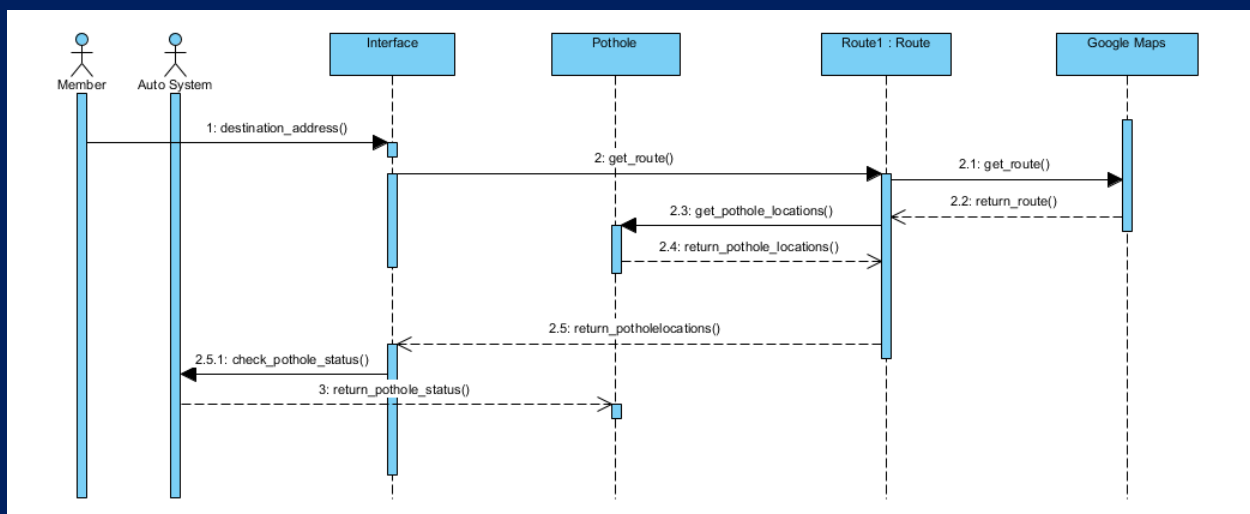 Interface
Pothole
Route1 : Route
Google Maps
Member
Auto System
1: destination_address()
2: get_route()
2.1: get_route()
2.2: return_route()
2.3: get_pothole_locations()
2.4: return_pothole_locations()
2.5: return_potholelocations()
2.5.1: check_pothole_status()
3: return_pothole_status()